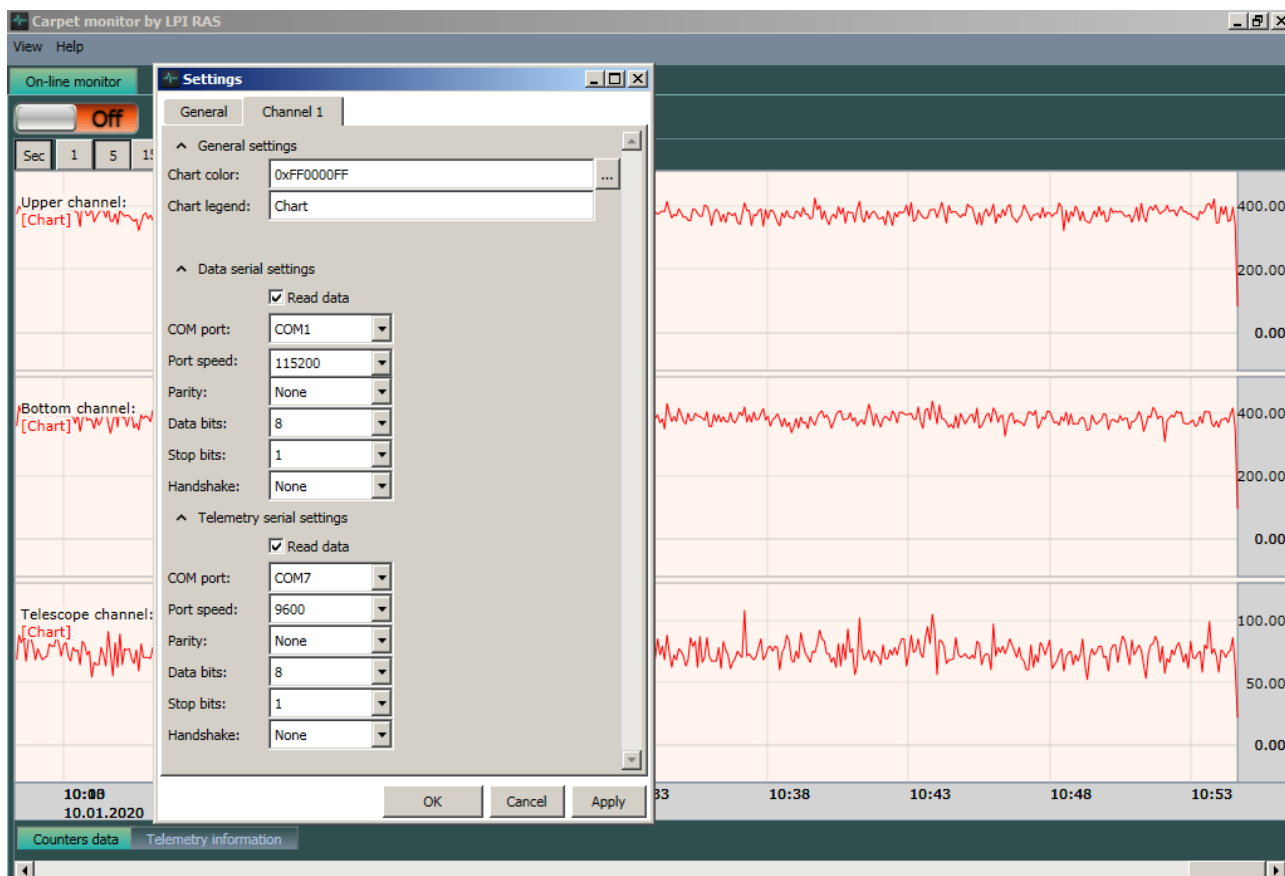 Carpet monitor by LPI RAS
View Help
On-line monitor
Off
Sec 1 5
Settings
General Channel 1
General settings
Chart color: 0xFF0000FF ...
Chart legend: Chart
Data serial settings
Read data
COM port: COM1
Port speed: 115200
Parity: None
Data bits: 8
Stop bits: 1
Handshake: None
Telemetry serial settings
Read data
COM port: COM7
Port speed: 9600
Parity: None
Data bits: 8
Stop bits: 1
Handshake: None
OK Cancel Apply
Upper channel:
[Chart]
400.00
200.00
0.00
Bottom channel:
[Chart]
400.00
200.00
0.00
Telescope channel:
[Chart]
100.00
50.00
0.00
10:38 10:43 10:48 10:53
10.01.2020
Counters data Telemetry information